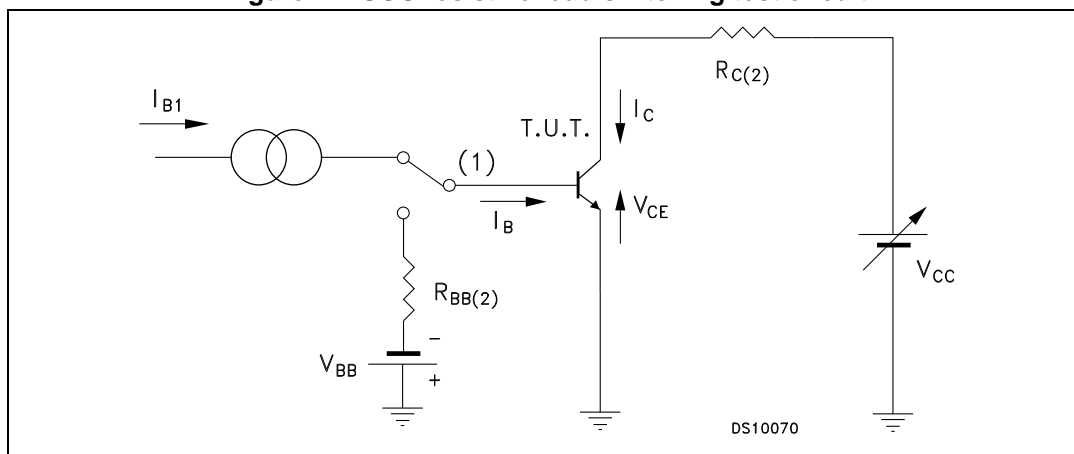 R_C(2)
I_B1
I_C
T.U.T.
(1)
V_CE
I_B
V_CC
R_BB(2)
−
V_BB
+
DS10070